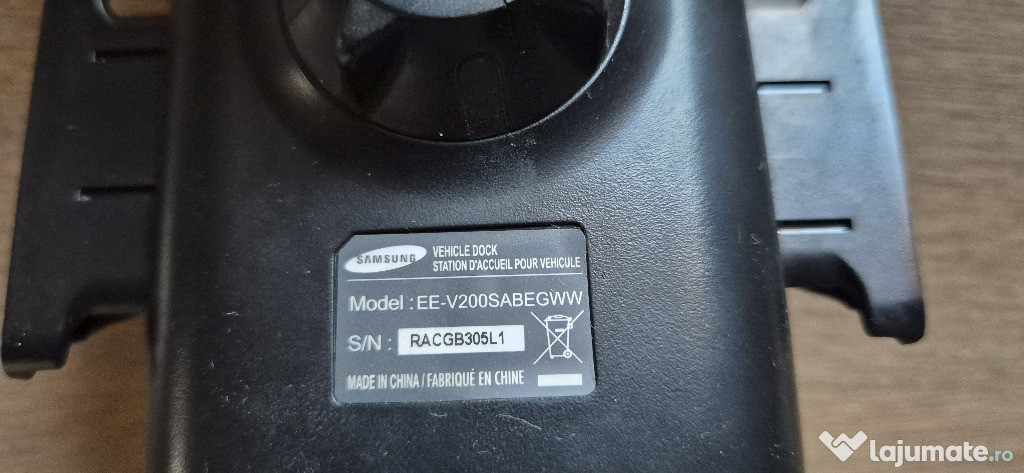 SAMSUNG
VEHICLE DOCK
STATION D'ACCUEIL POUR VEHICULE
Model : EE-V200SABEGWW
S/N : RACGB305L1
MADE IN CHINA / FABRIQUÉ EN CHINE
lajumate.ro